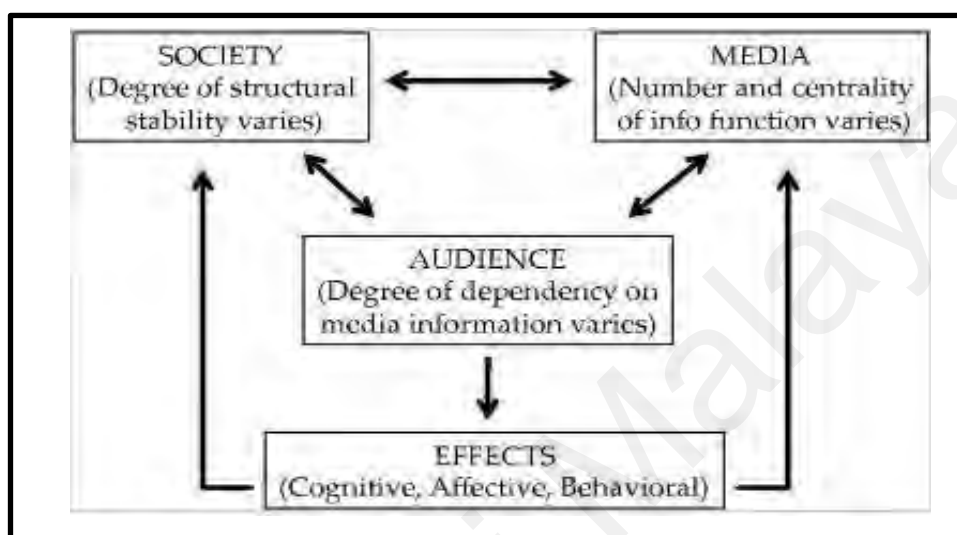 SOCIETY
(Degree of structural
stability varies)
MEDIA
(Number and centrality
of info function varies)
AUDIENCE
(Degree of dependency on
media information varies)
EFFECTS
(Cognitive, Affective, Behavioral)
Malaya